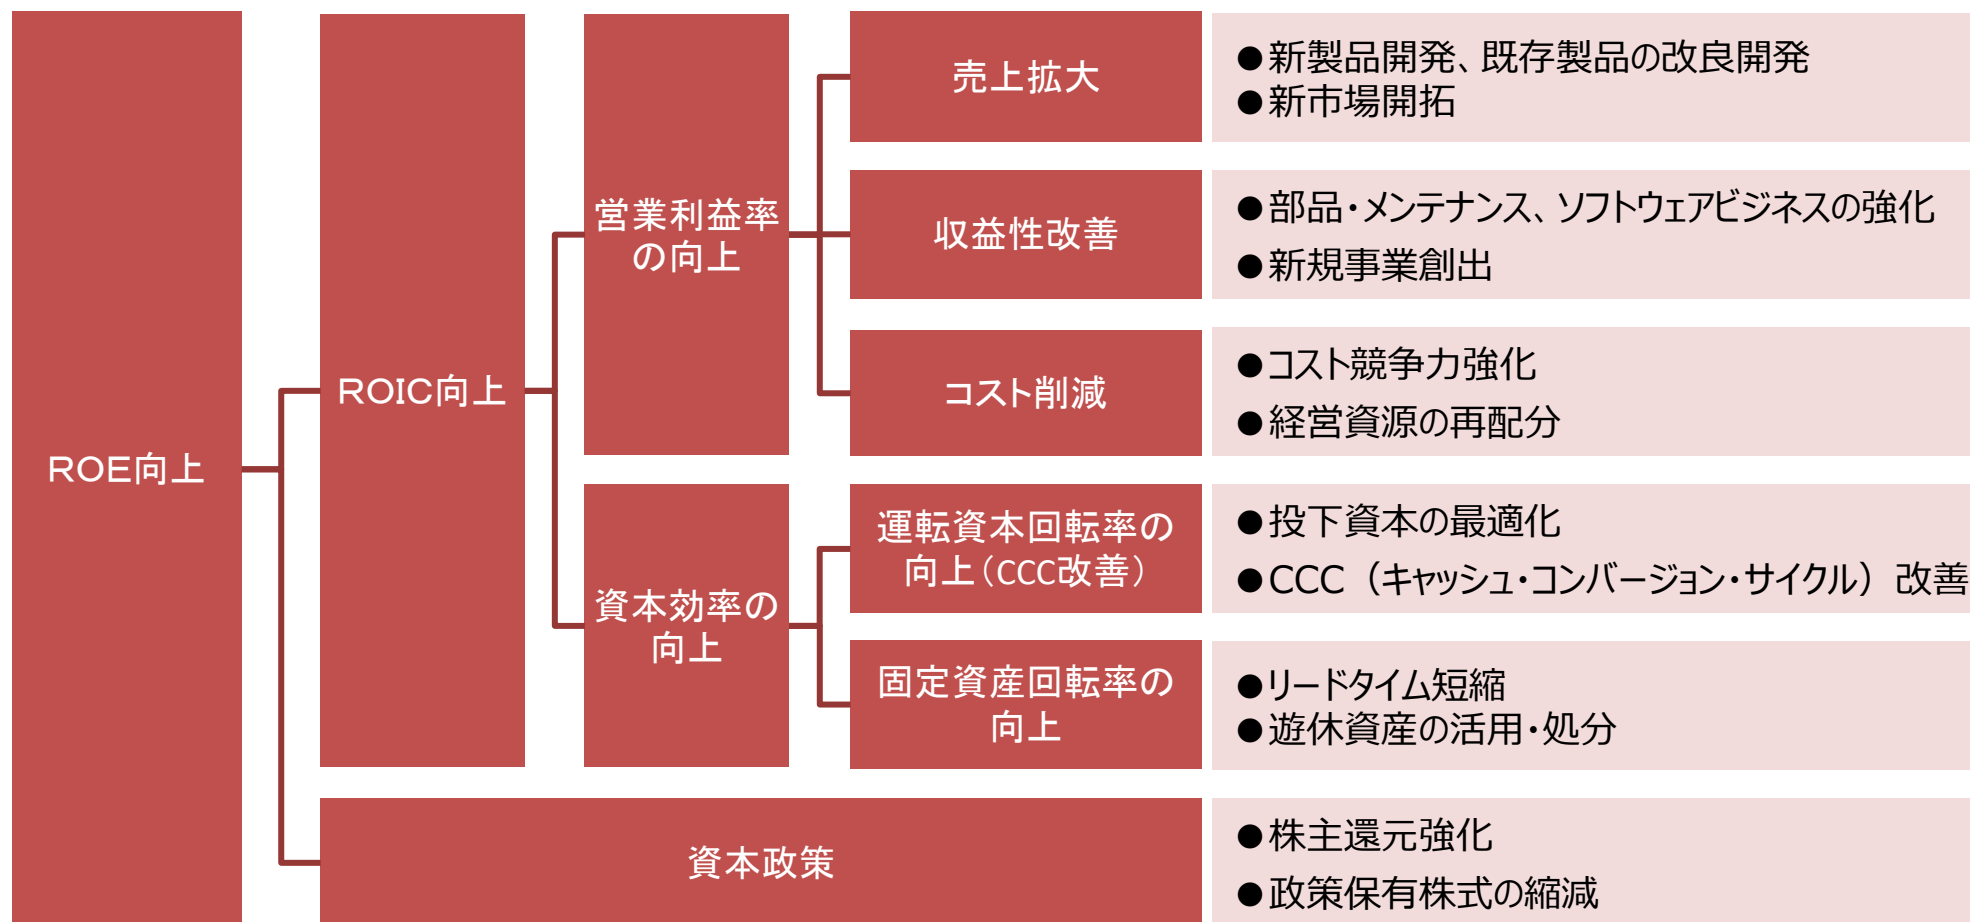 ROE向上
ROIC向上
営業利益率
の向上
売上拡大
●新製品開発、既存製品の改良開発
●新市場開拓
収益性改善
●部品・メンテナンス、ソフトウェアビジネスの強化
●新規事業創出
コスト削減
●コスト競争力強化
●経営資源の再配分
資本効率の
向上
運転資本回転率の
向上（CCC改善）
●投下資本の最適化
●CCC（キャッシュ・コンバージョン・サイクル）改善
固定資産回転率の
向上
●リードタイム短縮
●遊休資産の活用・処分
資本政策
●株主還元強化
●政策保有株式の縮減